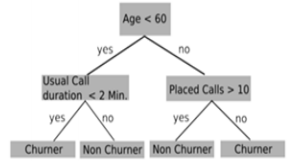 Age < 60
yes no
Usual Call
duration < 2 Min.
Placed Calls > 10
yes no yes no
Churner Non Churner Non Churner Churner